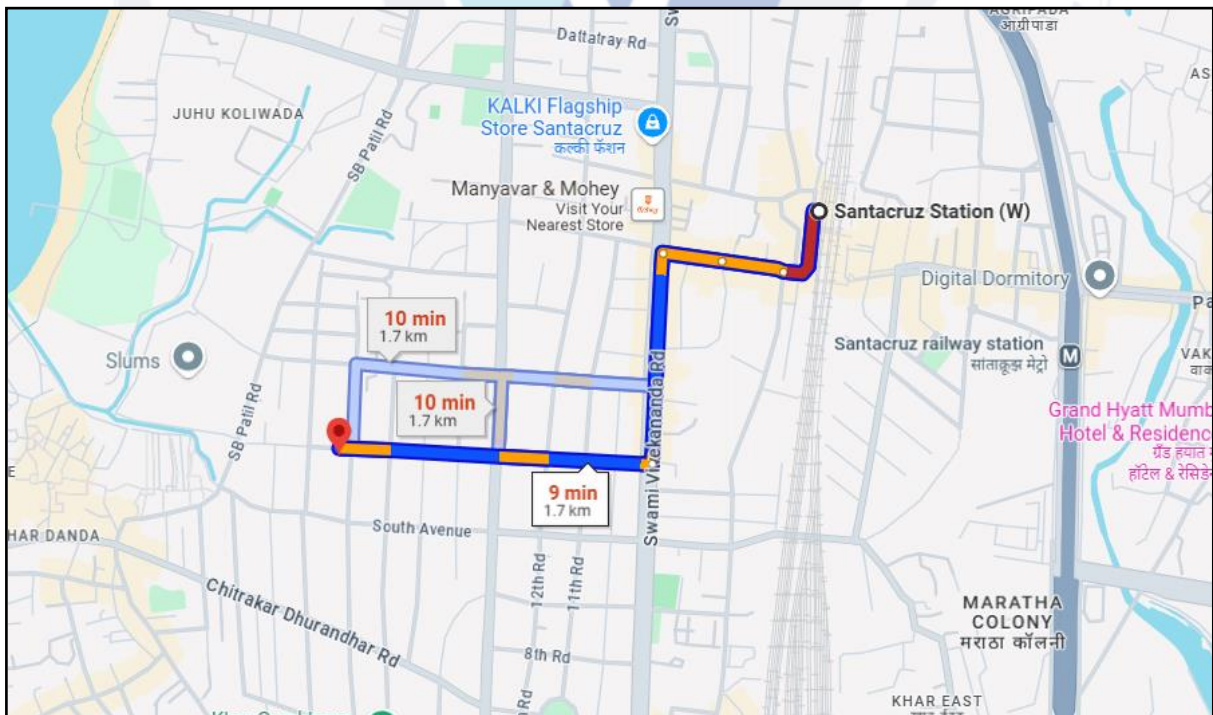 आग्रीपाडा
Dattatray Rd
KALKI Flagship
Store Santacruz
कल्की फॅशन
JUHU KOLIWADA
SB Patil Rd
Manyavar & Mohey
Visit Your
Nearest Store
Santacruz Station (W)
Digital Dormitory
10 min
1.7 km
Santacruz railway station
सांताक्रूझ मेट्रो
M
Slums
10 min
1.7 km
SB Patil Rd
Swami Vivekananda Rd
Grand Hyatt Mumb
Hotel & Residenc
ग्रँड हयात
हॉटेल & रेसिडे
9 min
1.7 km
South Avenue
HAR DANDA
12th Rd
11th Rd
Chitrakar Dhurandhar Rd
8th Rd
MARATHA
COLONY
मराठा कॉलनी
KHAR EAST